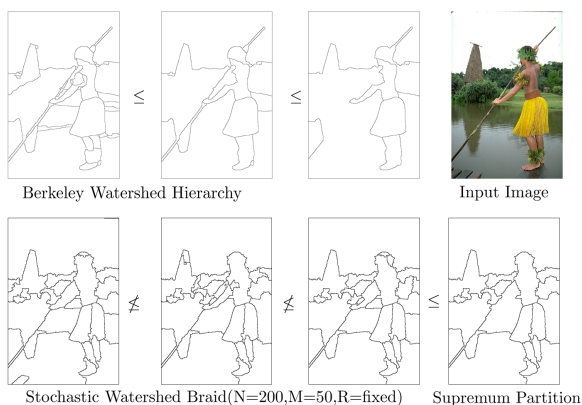 ≤ ≤
Berkeley Watershed Hierarchy
Input Image
≰ ≰ ≤
Stochastic Watershed Braid(N=200,M=50,R=fixed)
Supremum Partition